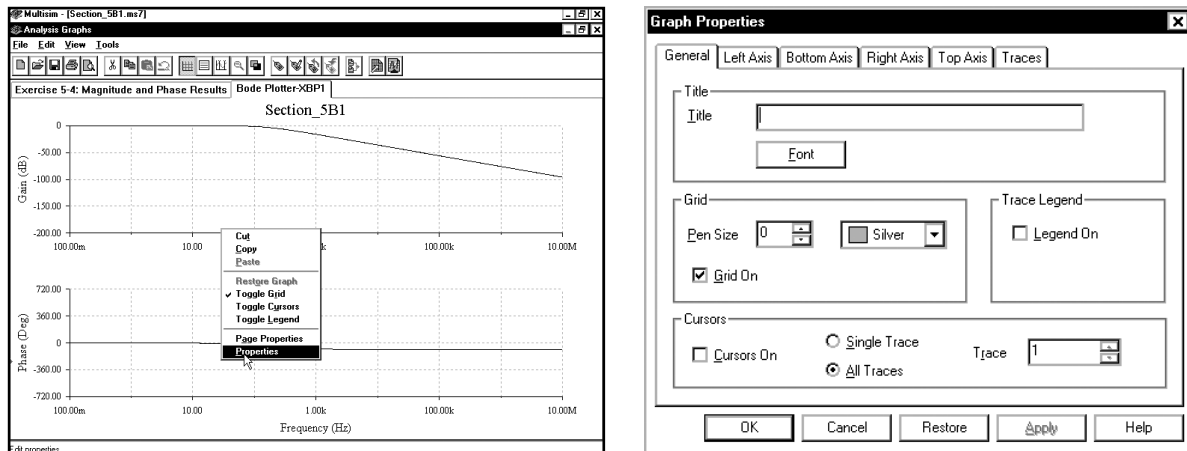 Multisim - [Section_5B1.ms7]
Analysis Graphs
File Edit View Tools
Exercise 5-4: Magnitude and Phase Results Bode Plotter-XBP1
Section_5B1
Gain (dB)
0
-50.00
-100.00
-150.00
-200.00
100.00m 10.00 k 100.00k 10.00M
Cut
Copy
Paste
Restore Graph
Toggle Grid
Toggle Cursors
Toggle Legend
Page Properties
Properties
Phase (Deg)
720.00
360.00
0
-360.00
-720.00
100.00m 10.00 1.00k 100.00k 10.00M
Frequency (Hz)
Edit properties
Graph Properties
General Left Axis Bottom Axis Right Axis Top Axis Traces
Title
Title
Font
Grid
Pen Size 0 Silver
Grid On
Trace Legend
Legend On
Cursors
Cursors On
Single Trace
All Traces
Trace 1
OK Cancel Restore Apply Help